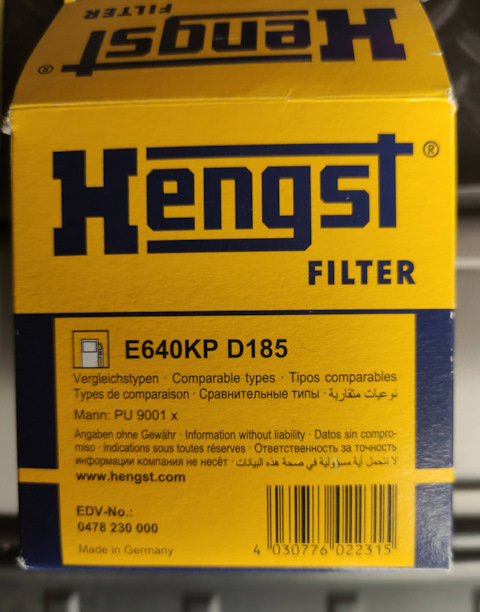 Hengst®
FILTER
Hengst®
FILTER
E640KP D185
Vergleichstypen · Comparable types · Tipos comparables
Types de comparaison · Сравнительные типы · نوعيات متقاربة
Mann: PU 9001 x
Angaben ohne Gewähr · Information without liability · Datos sin compro-
miso · Indications sous toutes réserves · Ответственность за точность
информации компания не несёт · لا نتحمل أية مسؤولية في صحة هذه البيانات
www.hengst.com
EDV-No.:
0478 230 000
Made in Germany
4 030776 022315